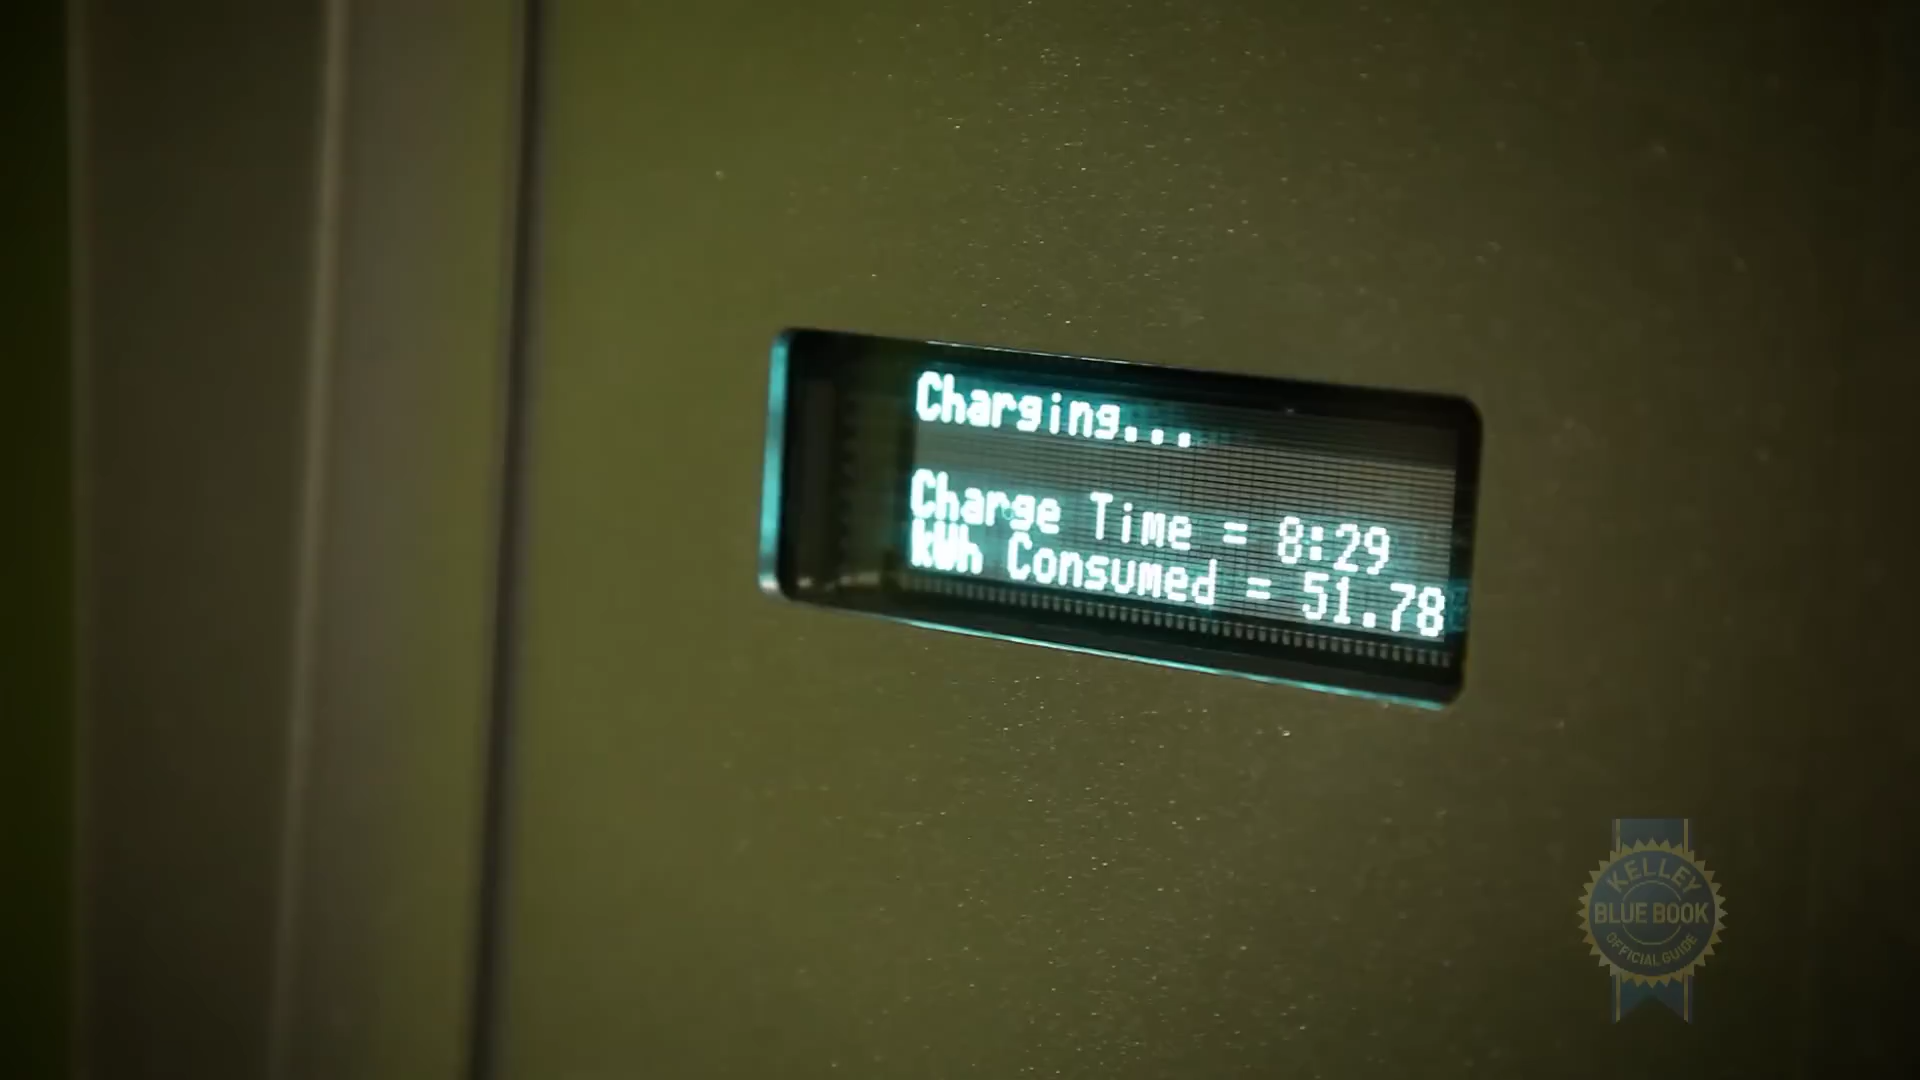 Charging...
Charge Time = 8:29
kWh Consumed = 51.78
KELLEY
BLUE BOOK
OFFICIAL GUIDE